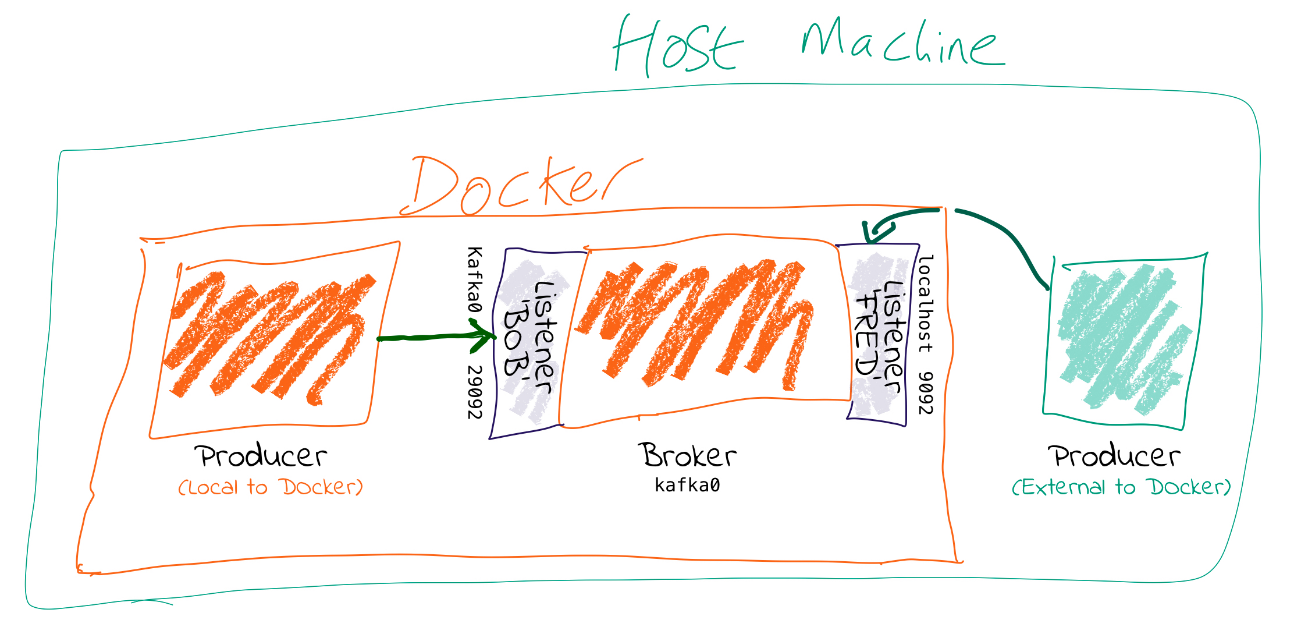 Host Machine
Docker
Kafka0 29092
Listener
'BOB'
Listener
'FRED'
localhost 9092
Producer
(Local to Docker)
Broker
kafka0
Producer
(External to Docker)